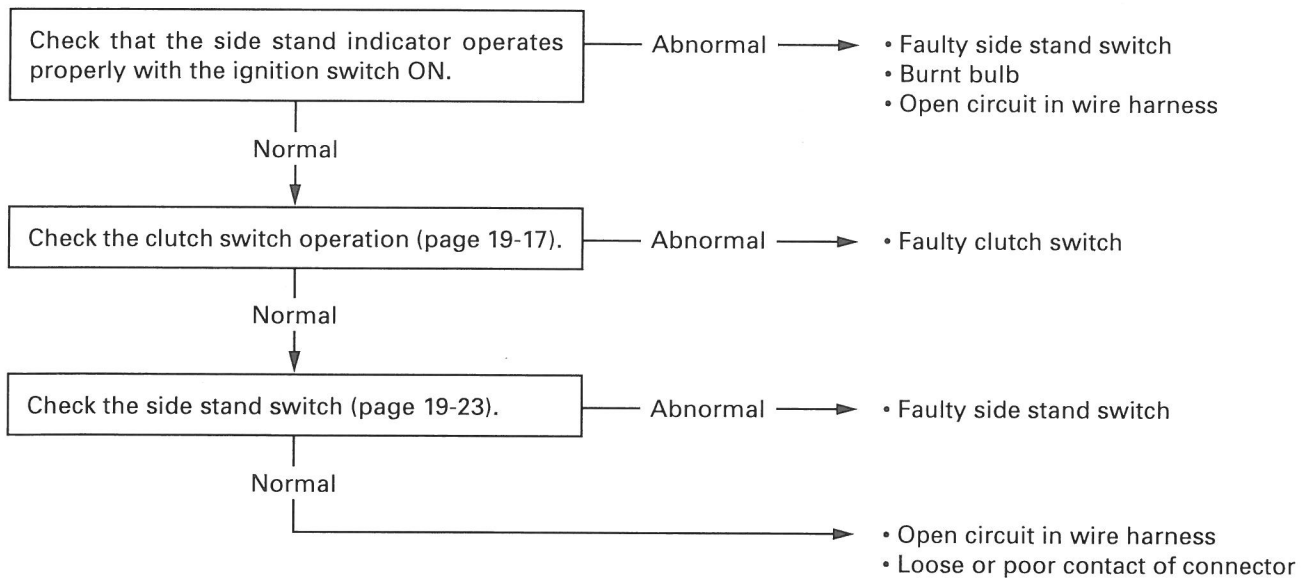 Check that the side stand indicator operates
properly with the ignition switch ON.
Abnormal
• Faulty side stand switch
• Burnt bulb
• Open circuit in wire harness
Normal
Check the clutch switch operation (page 19-17).
Abnormal
• Faulty clutch switch
Normal
Check the side stand switch (page 19-23).
Abnormal
• Faulty side stand switch
Normal
• Open circuit in wire harness
• Loose or poor contact of connector